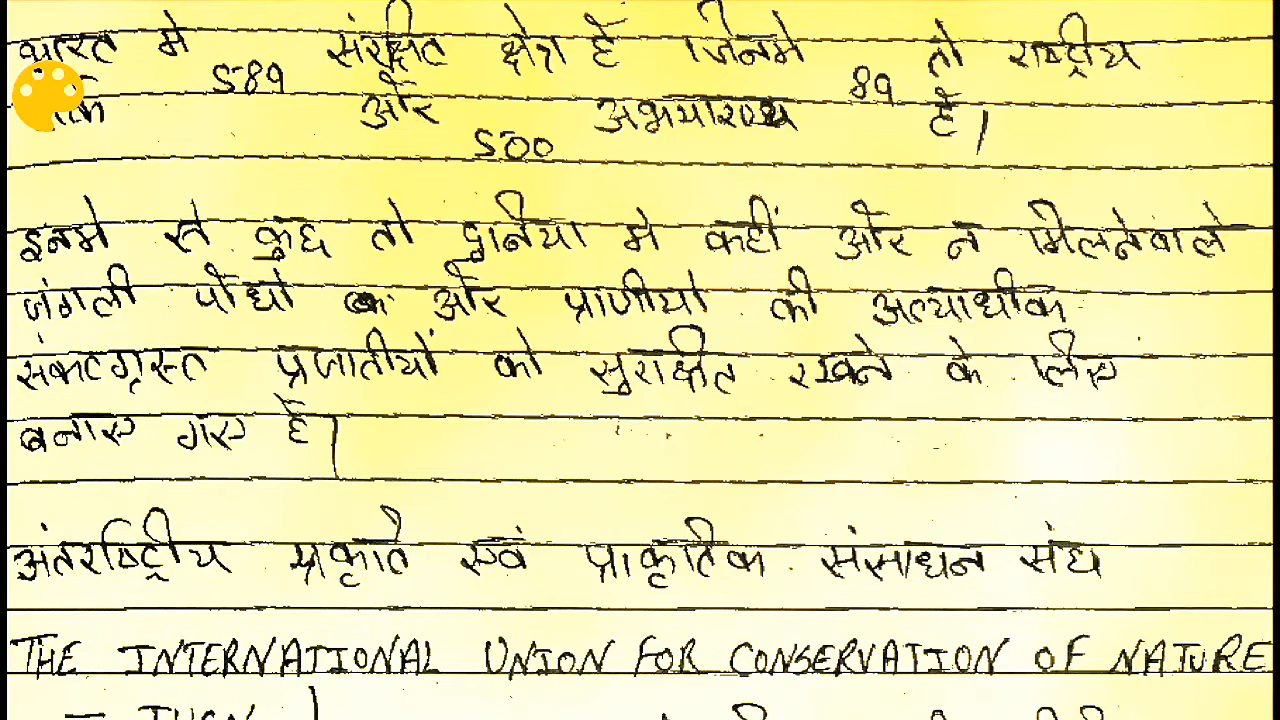 भारत मे संरक्षित क्षेत्र हैं जिनमे तो राष्ट्रीय
589 89
और अभयारण्य है।
500
इनमे से कुछ तो दुनिया मे कहीं और न मिलनेवाले
जंगली पौधो और प्राणीयो की अत्याधीक
संकटग्रस्त प्रजातीयों को सुरक्षित रखने के लिए
बनाए गए हैं।
अंतर्राष्ट्रीय प्रकृति एवं प्राकृतिक संसाधन संघ
THE INTERNATIONAL UNION FOR CONSERVATION OF NATURE